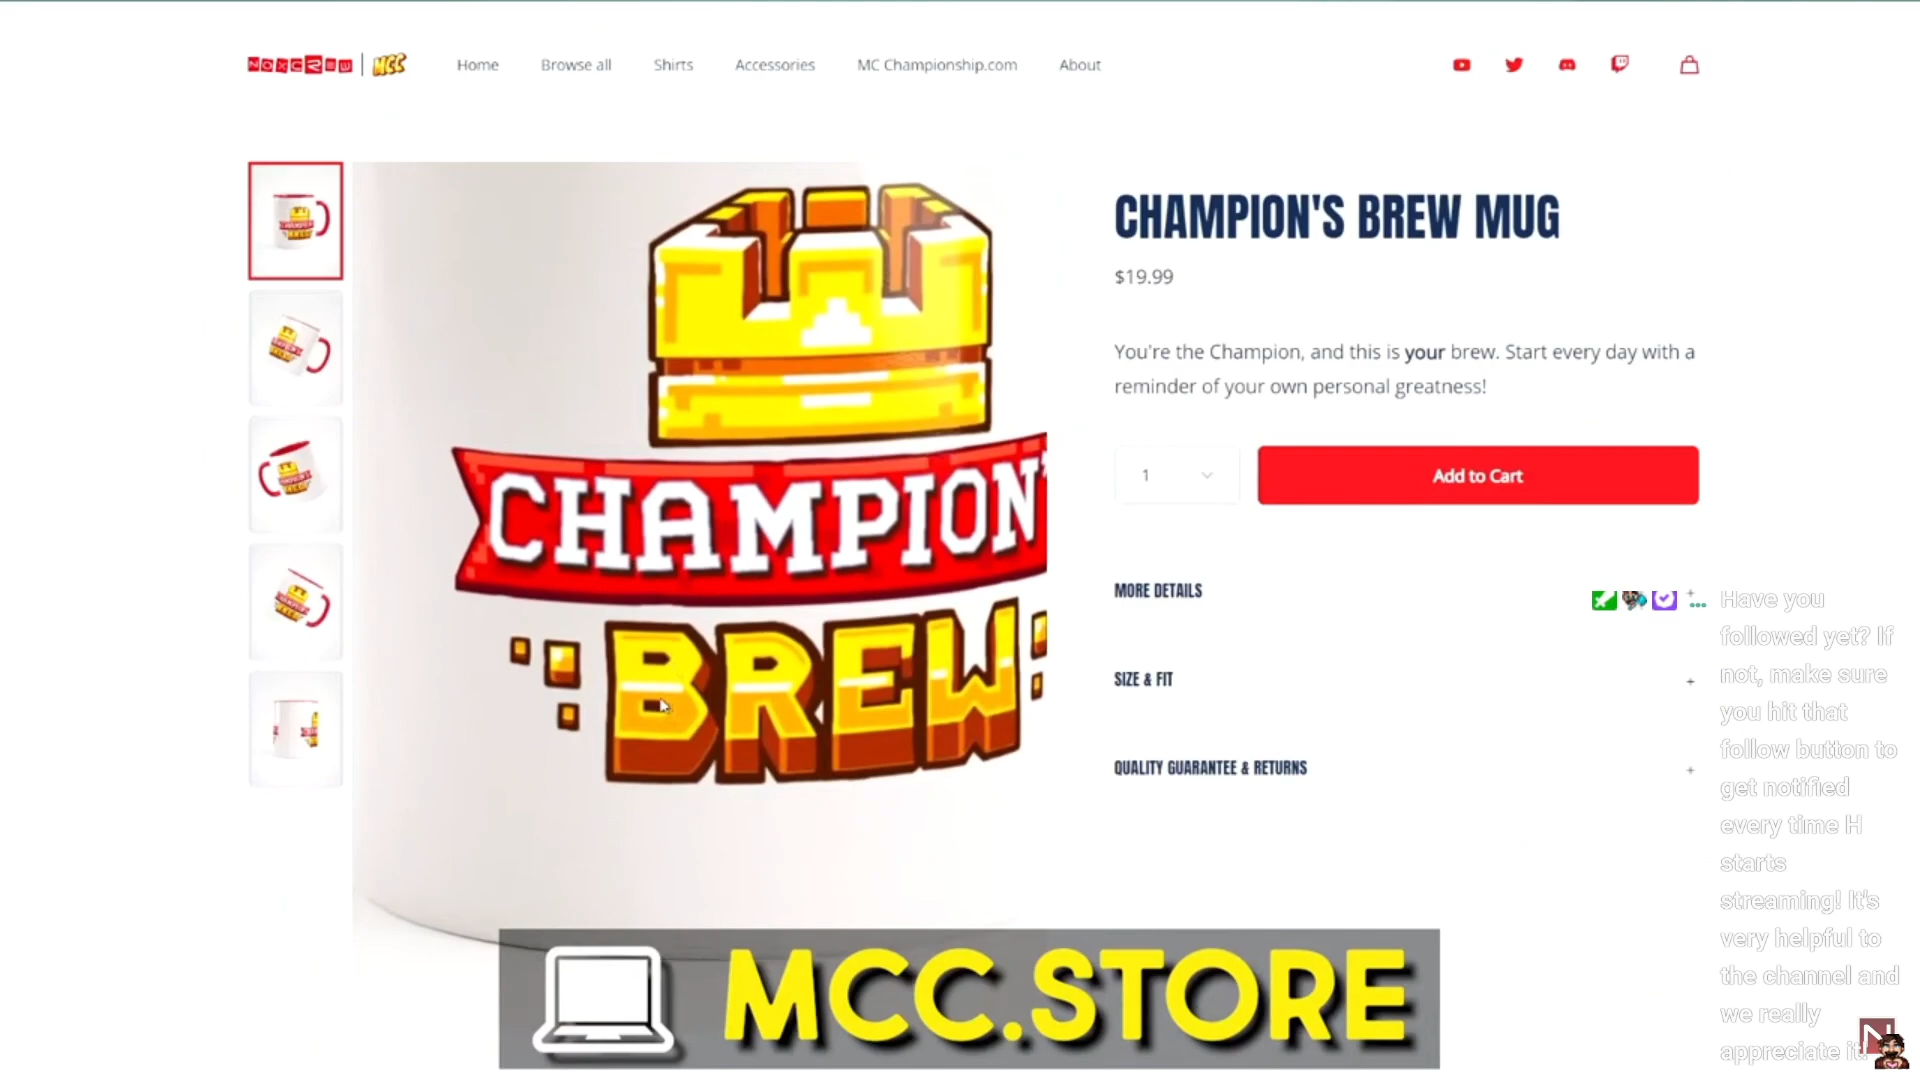 NOXCREW | MCC
Home Browse all Shirts Accessories MC Championship.com About
CHAMPION'S BREW MUG
$19.99
You're the Champion, and this is your brew. Start every day with a
reminder of your own personal greatness!
1
Add to Cart
MORE DETAILS
SIZE & FIT
QUALITY GUARANTEE & RETURNS
CHAMPION'
BREW
MCC.STORE
Have you
followed yet? If
not, make sure
you hit that
follow button to
get notified
every time H
starts
streaming! It's
very helpful to
the channel and
we really
appreciate it!